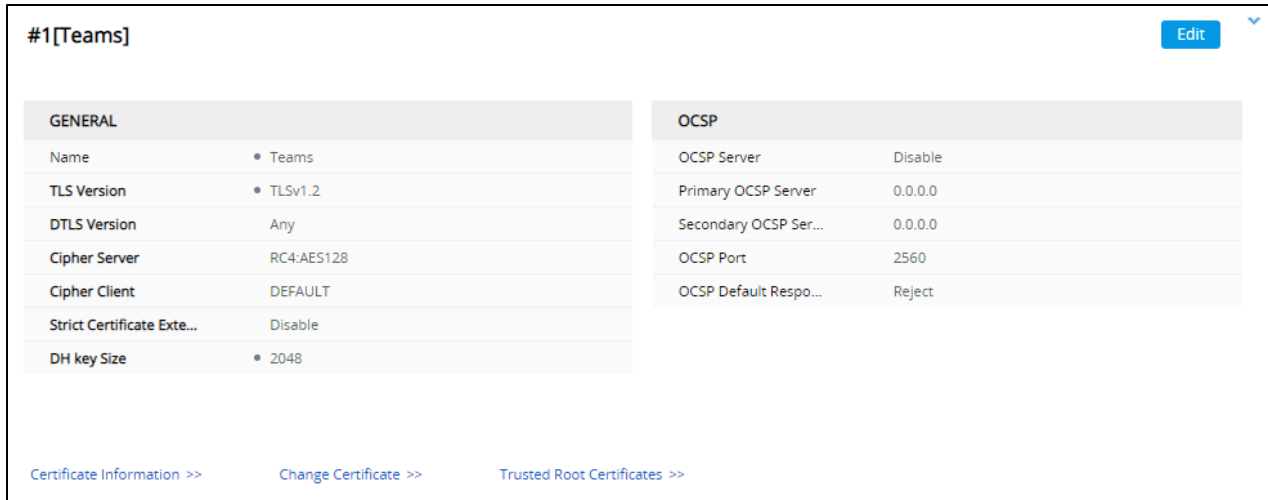 #1[Teams]
Edit
GENERAL
Name • Teams
TLS Version • TLSv1.2
DTLS Version Any
Cipher Server RC4:AES128
Cipher Client DEFAULT
Strict Certificate Exte... Disable
DH key Size • 2048
OCSP
OCSP Server Disable
Primary OCSP Server 0.0.0.0
Secondary OCSP Ser... 0.0.0.0
OCSP Port 2560
OCSP Default Respo... Reject
Certificate Information >> Change Certificate >> Trusted Root Certificates >>